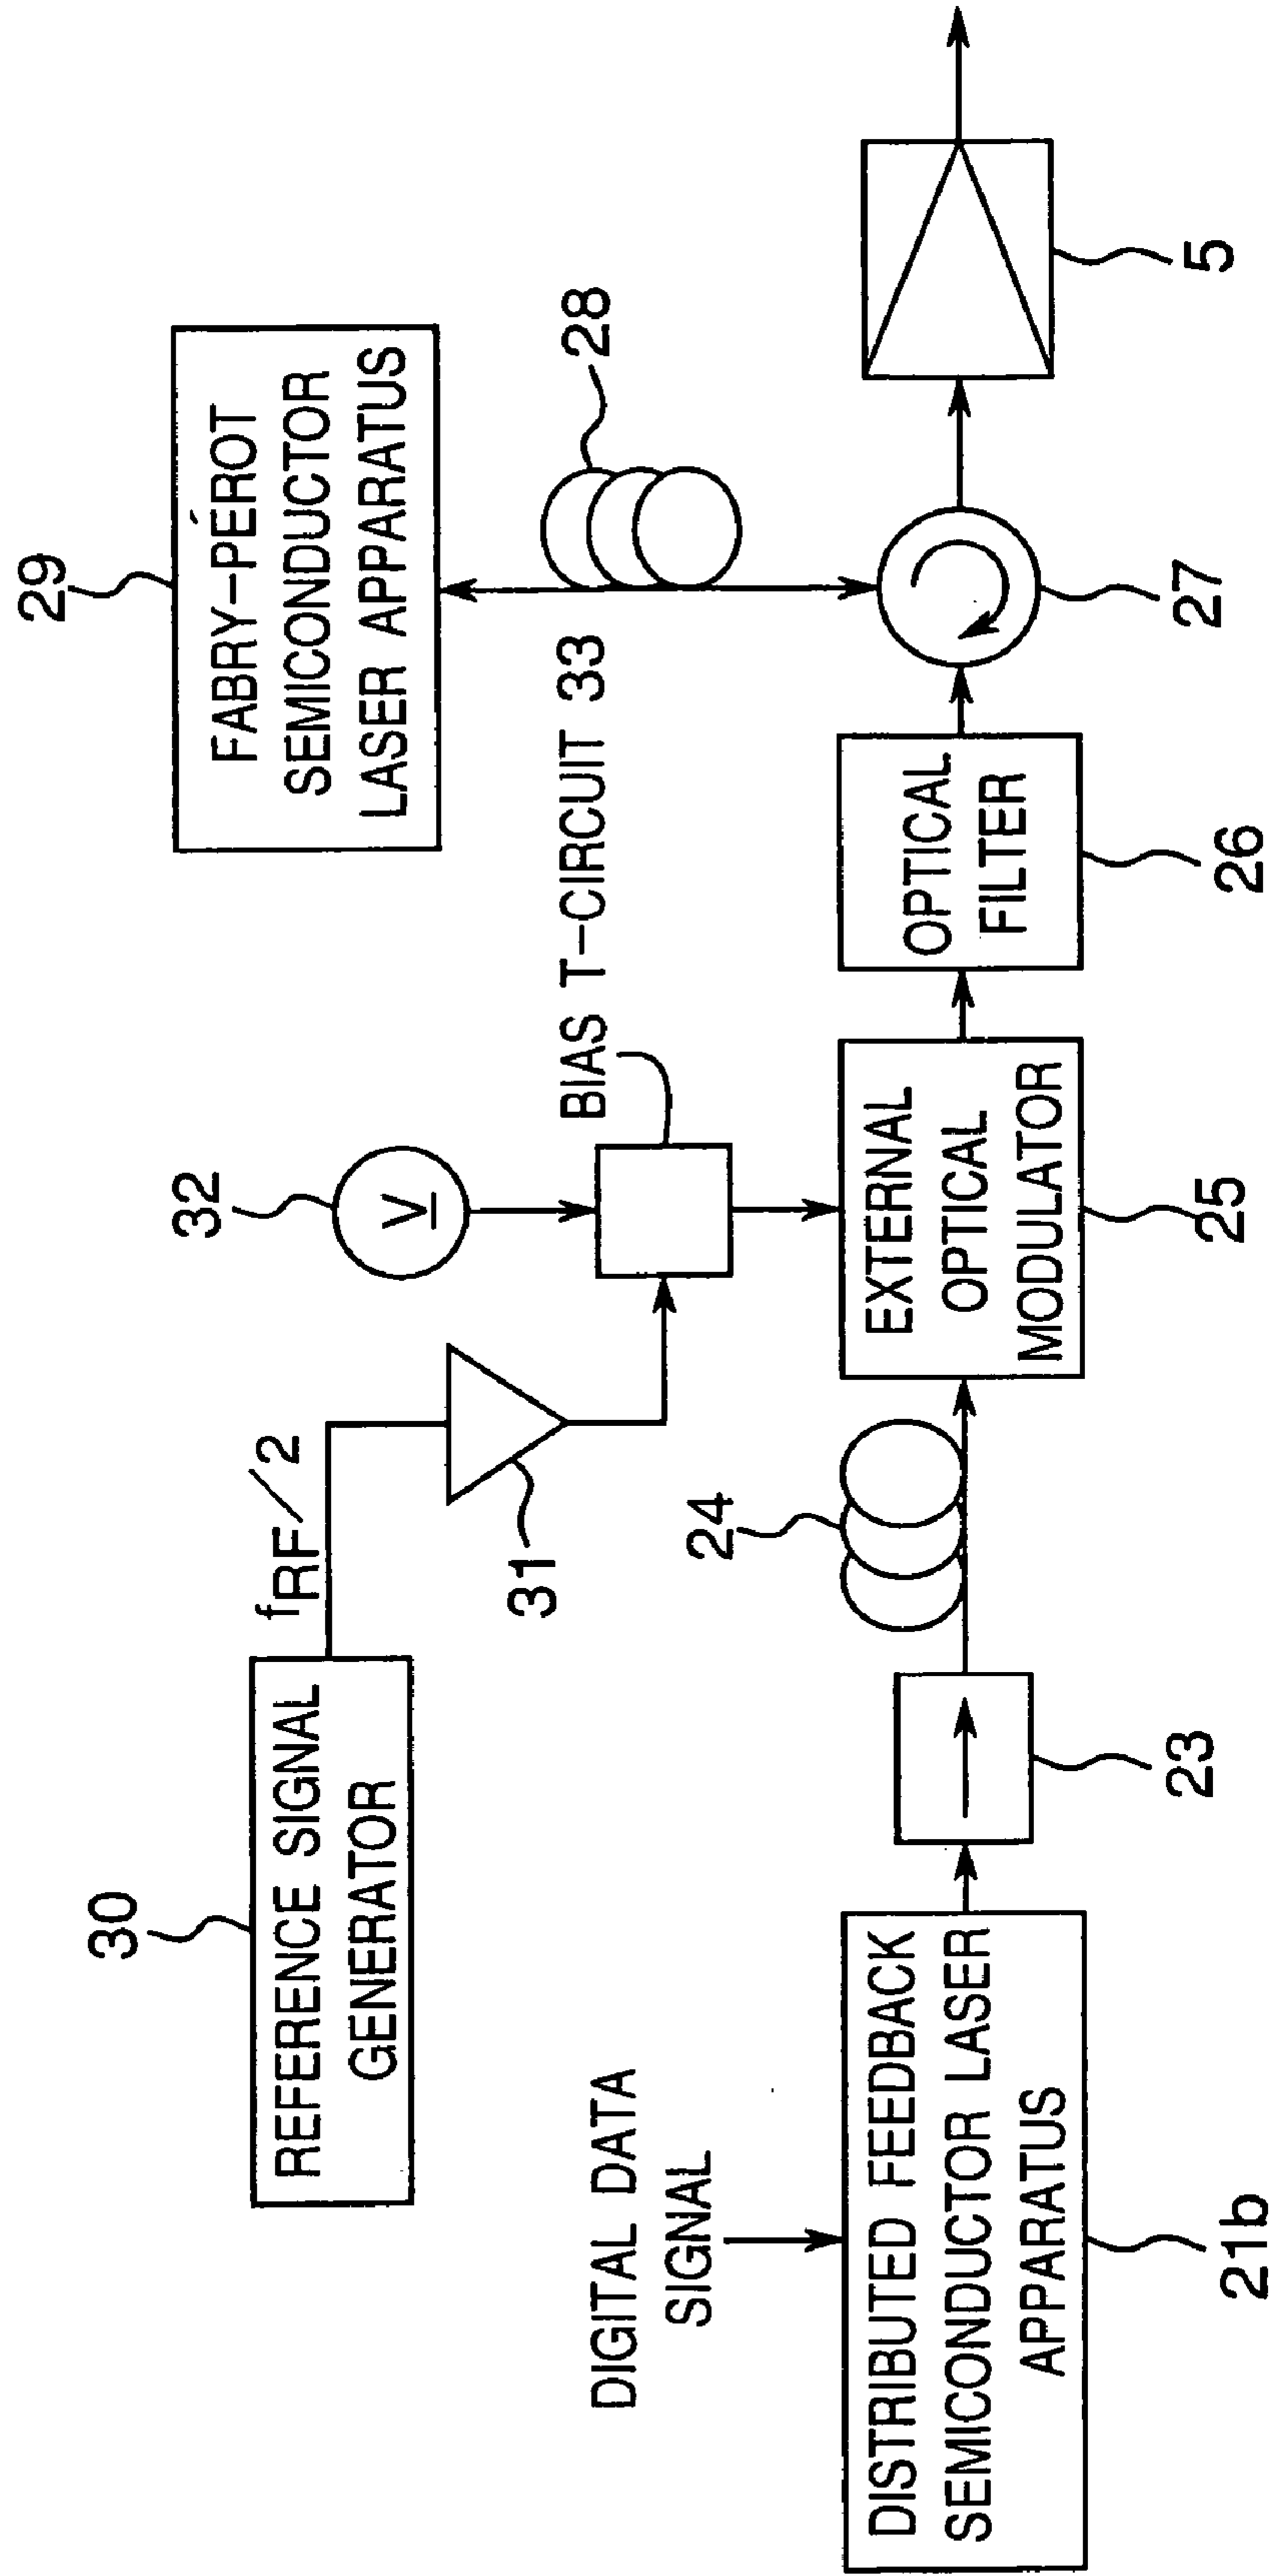 29
FABRY-PÉROT
SEMICONDUCTOR
LASER APPARATUS
28
30
REFERENCE SIGNAL
GENERATOR
fRF/2
31
32
V
BIAS T-CIRCUIT 33
DIGITAL DATA
SIGNAL
DISTRIBUTED FEEDBACK
SEMICONDUCTOR LASER
APPARATUS
21b
23
24
EXTERNAL
OPTICAL
MODULATOR
25
OPTICAL
FILTER
26
27
5